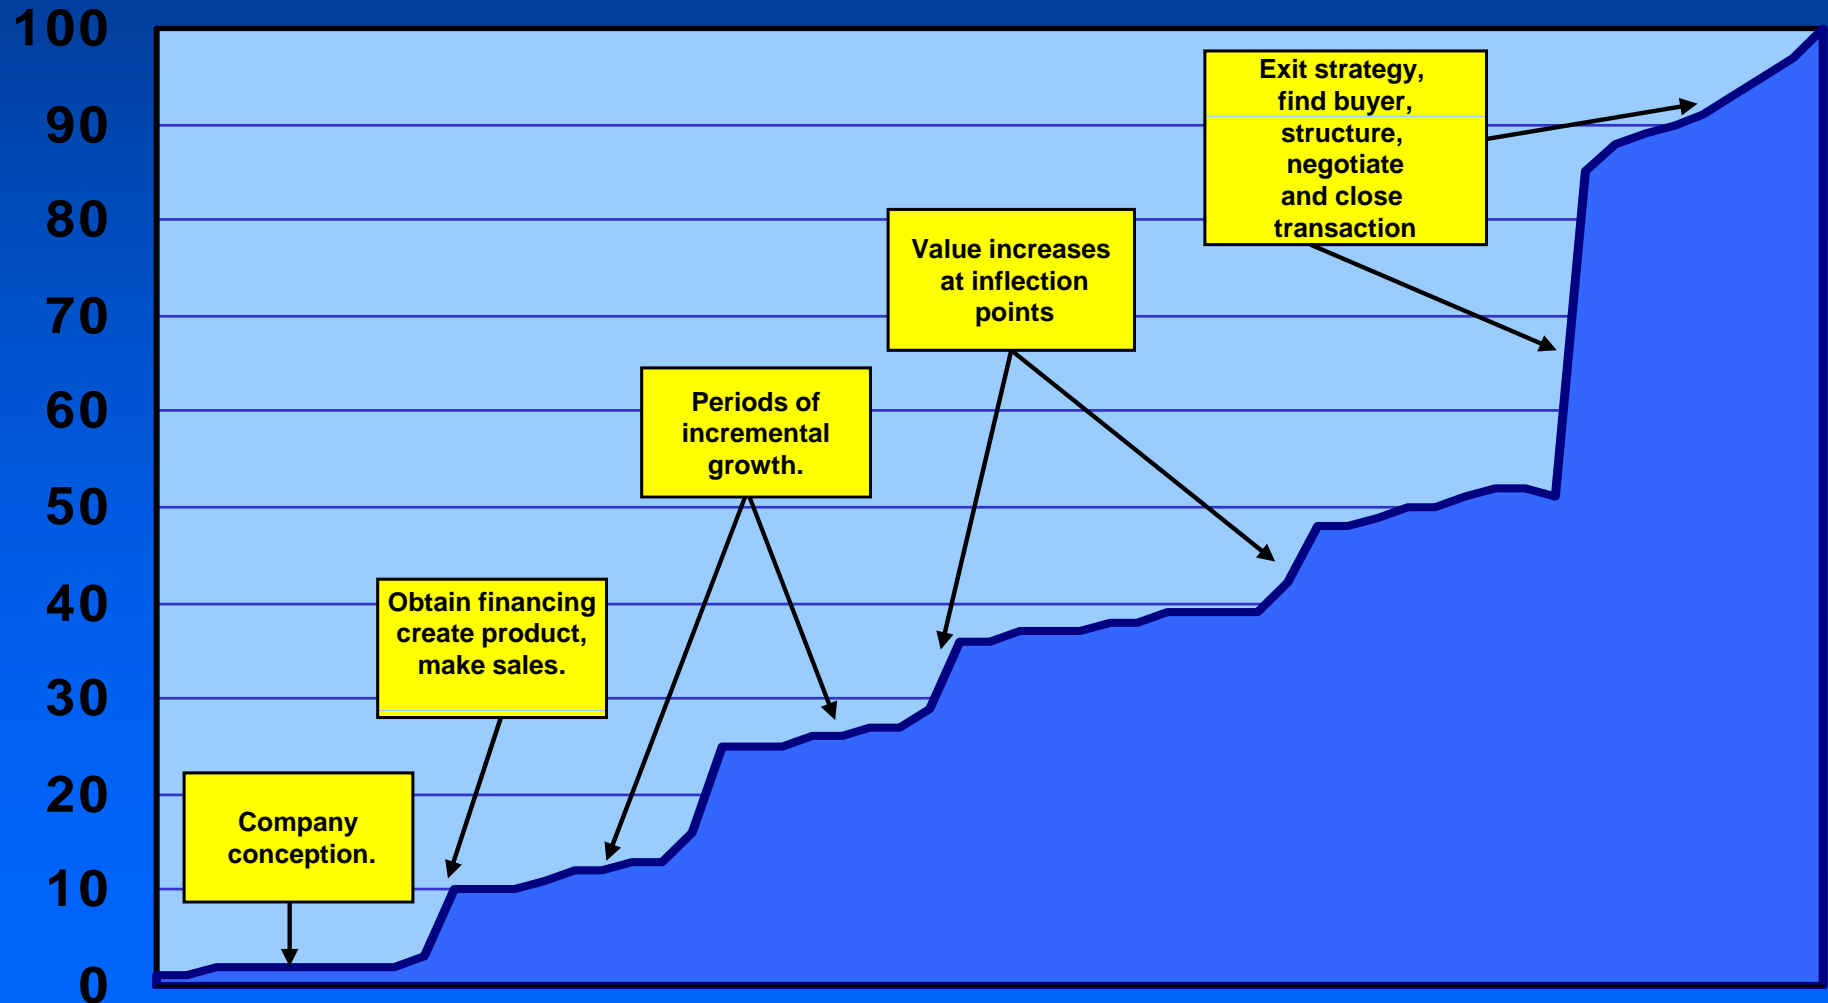 100
90
80
70
60
50
40
30
20
10
0
Company
conception.
Obtain financing
create product,
make sales.
Periods of
incremental
growth.
Value increases
at inflection
points
Exit strategy,
find buyer,
structure,
negotiate
and close
transaction